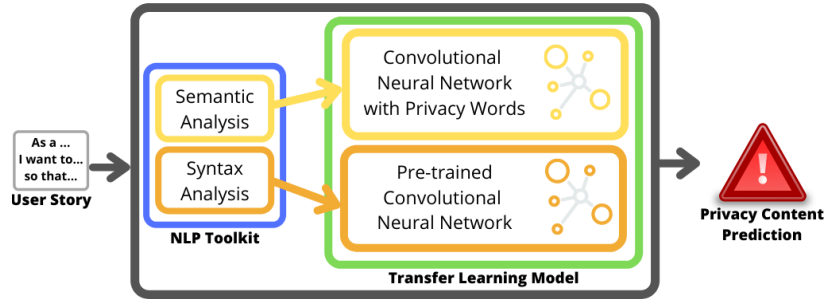 As a ...
I want to...
so that...
User Story
Semantic
Analysis
Syntax
Analysis
NLP Toolkit
Convolutional
Neural Network
with Privacy Words
Pre-trained
Convolutional
Neural Network
Transfer Learning Model
!
Privacy Content
Prediction